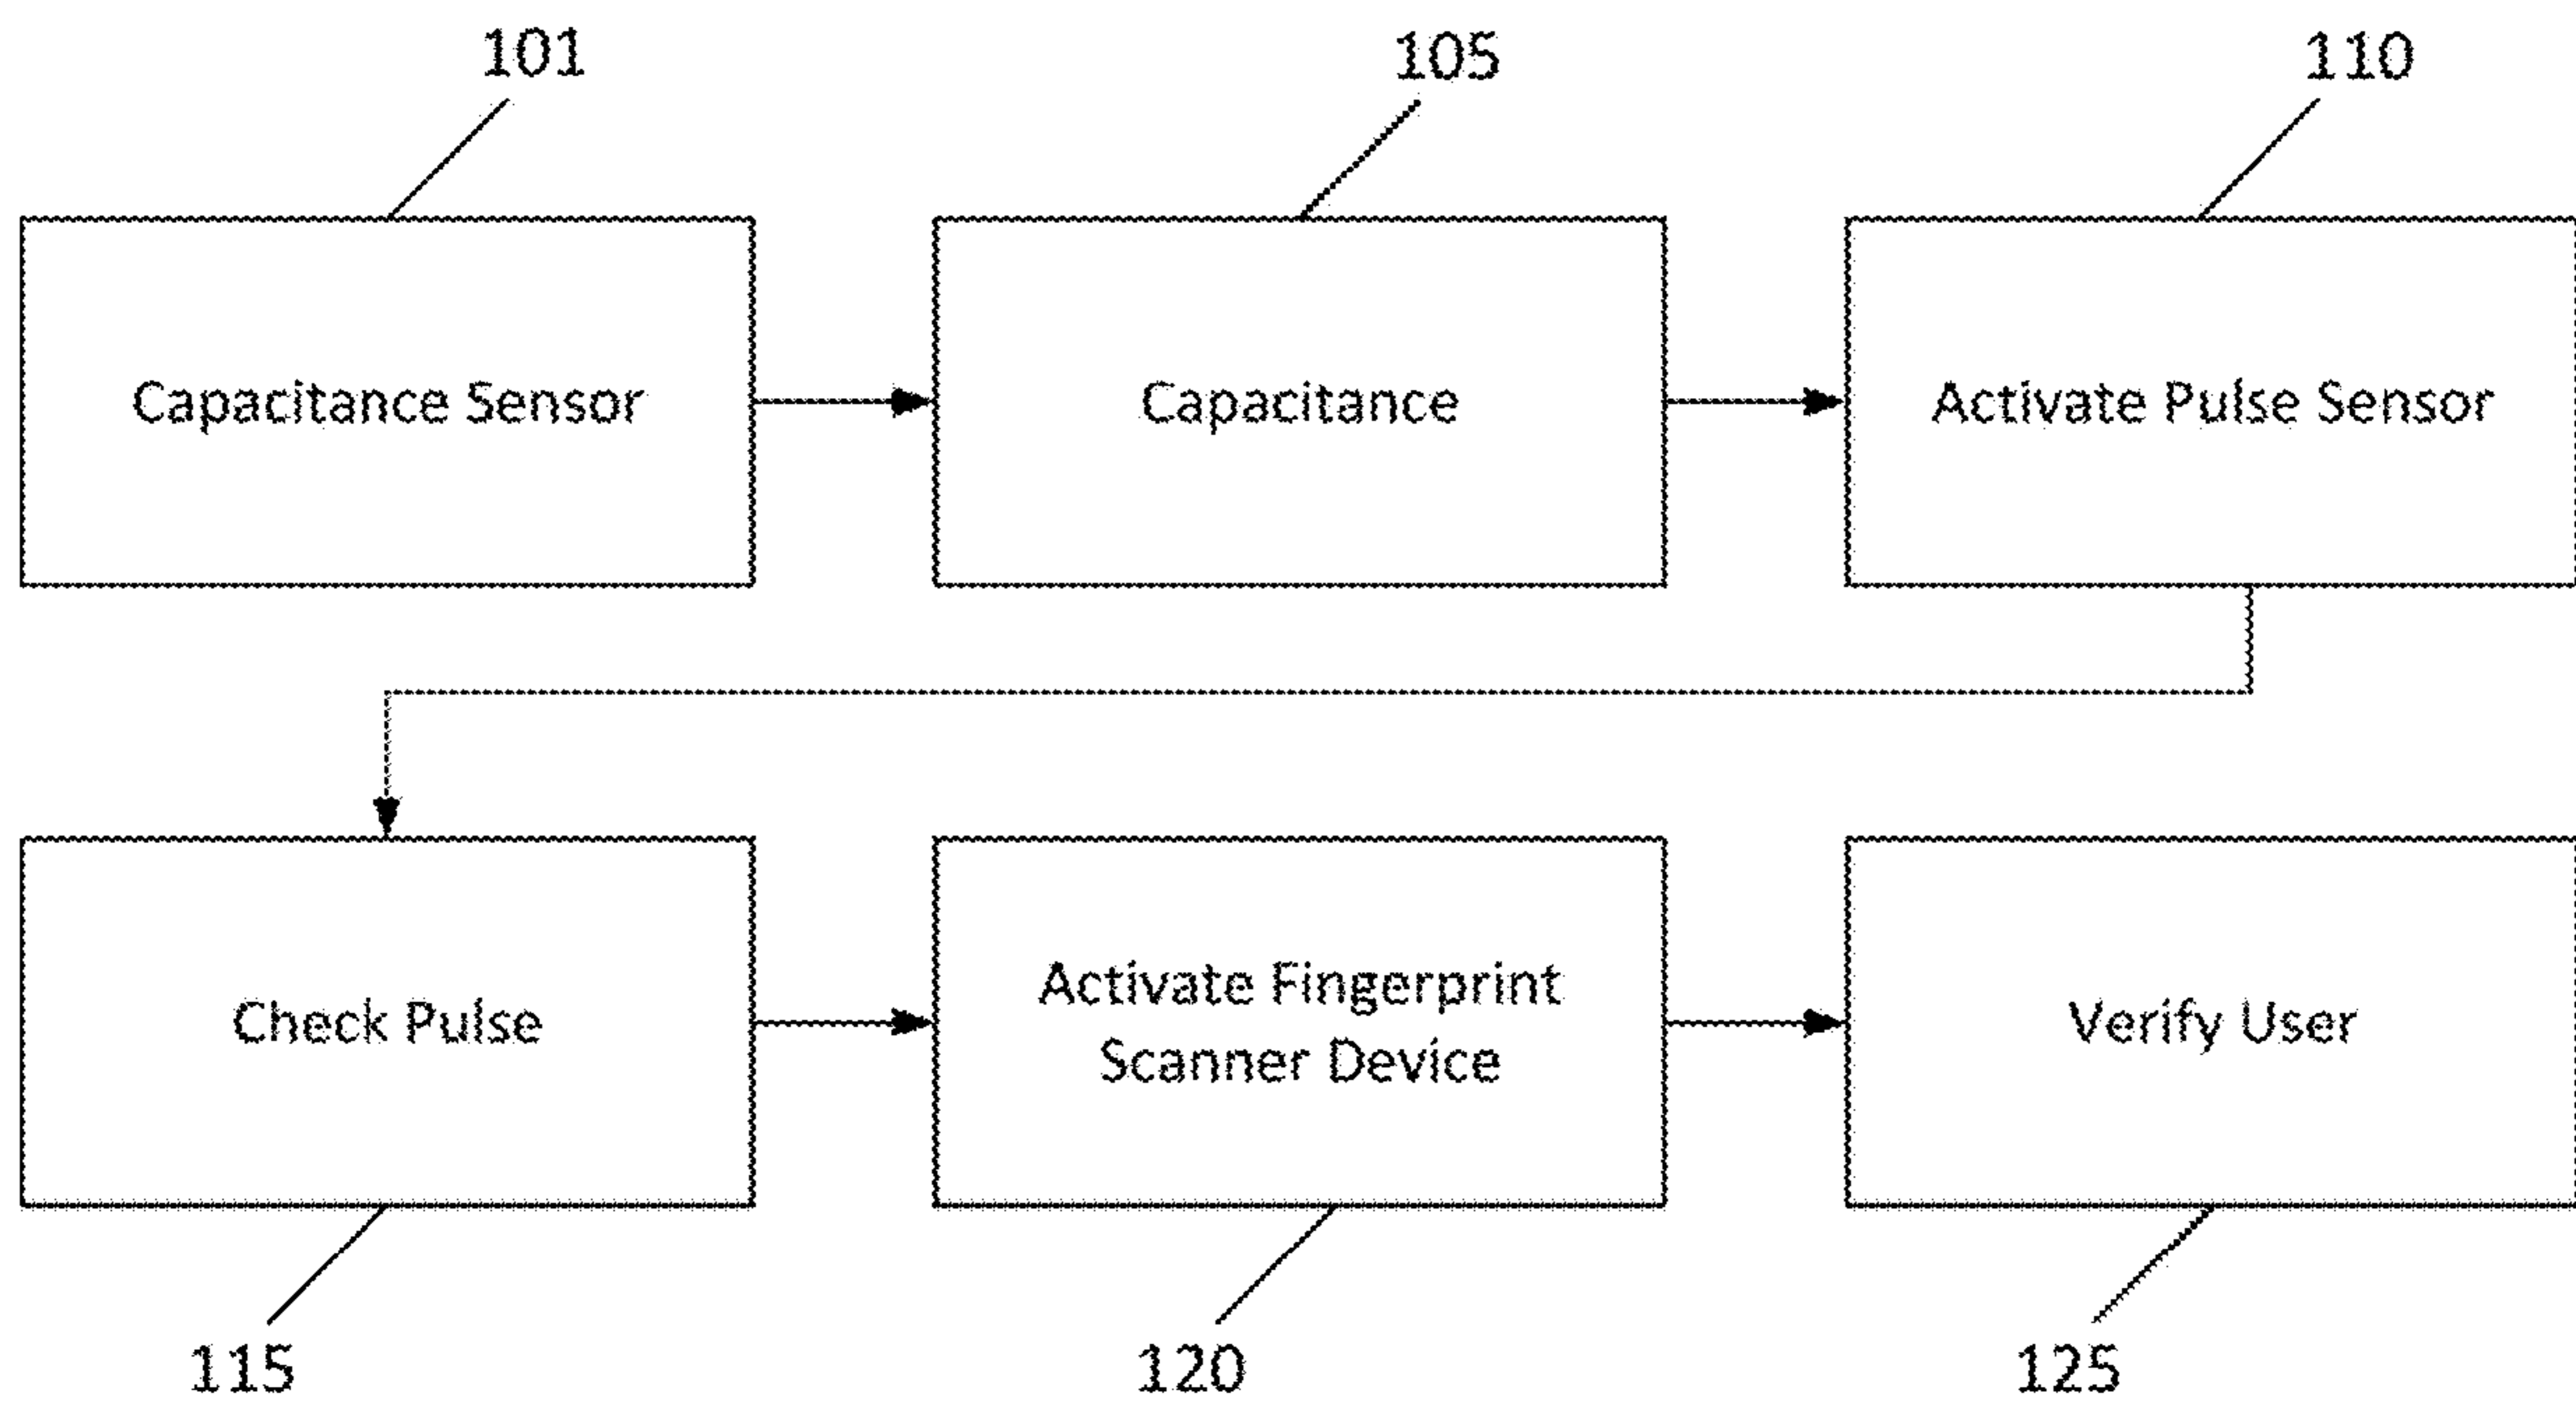 101
105
110
Capacitance Sensor
Capacitance
Activate Pulse Sensor
Check Pulse
Activate Fingerprint
Scanner Device
Verify User
115
120
125